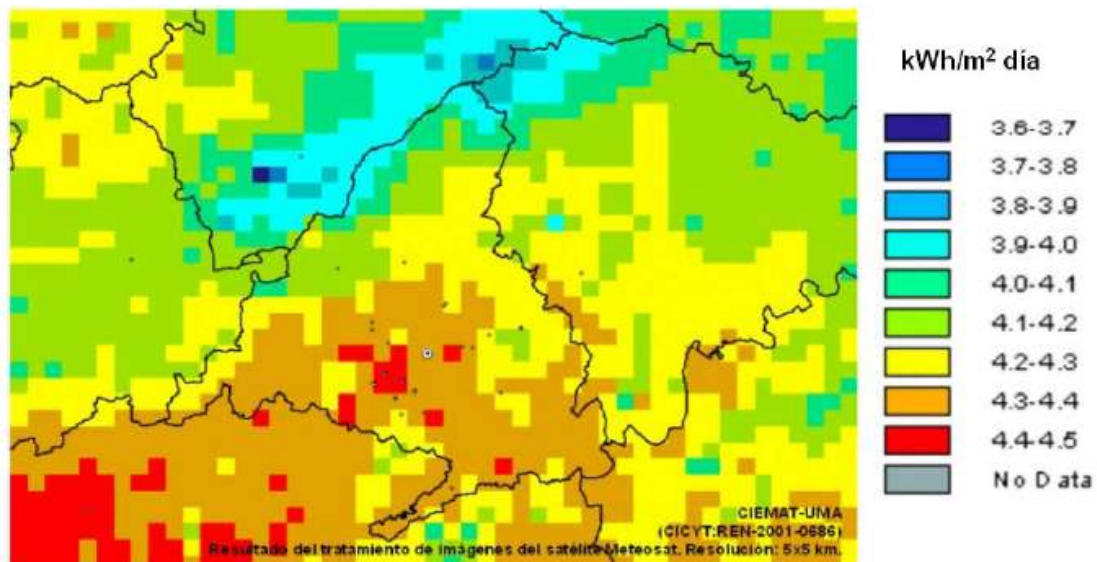 kWh/m² día
3.6-3.7
3.7-3.8
3.8-3.9
3.9-4.0
4.0-4.1
4.1-4.2
4.2-4.3
4.3-4.4
4.4-4.5
No Data
CIEMAT-UMA
(CICYT:REN-2001-0686)
Resultado del tratamiento de imágenes del satélite Meteosat. Resolución: 5x5 km.